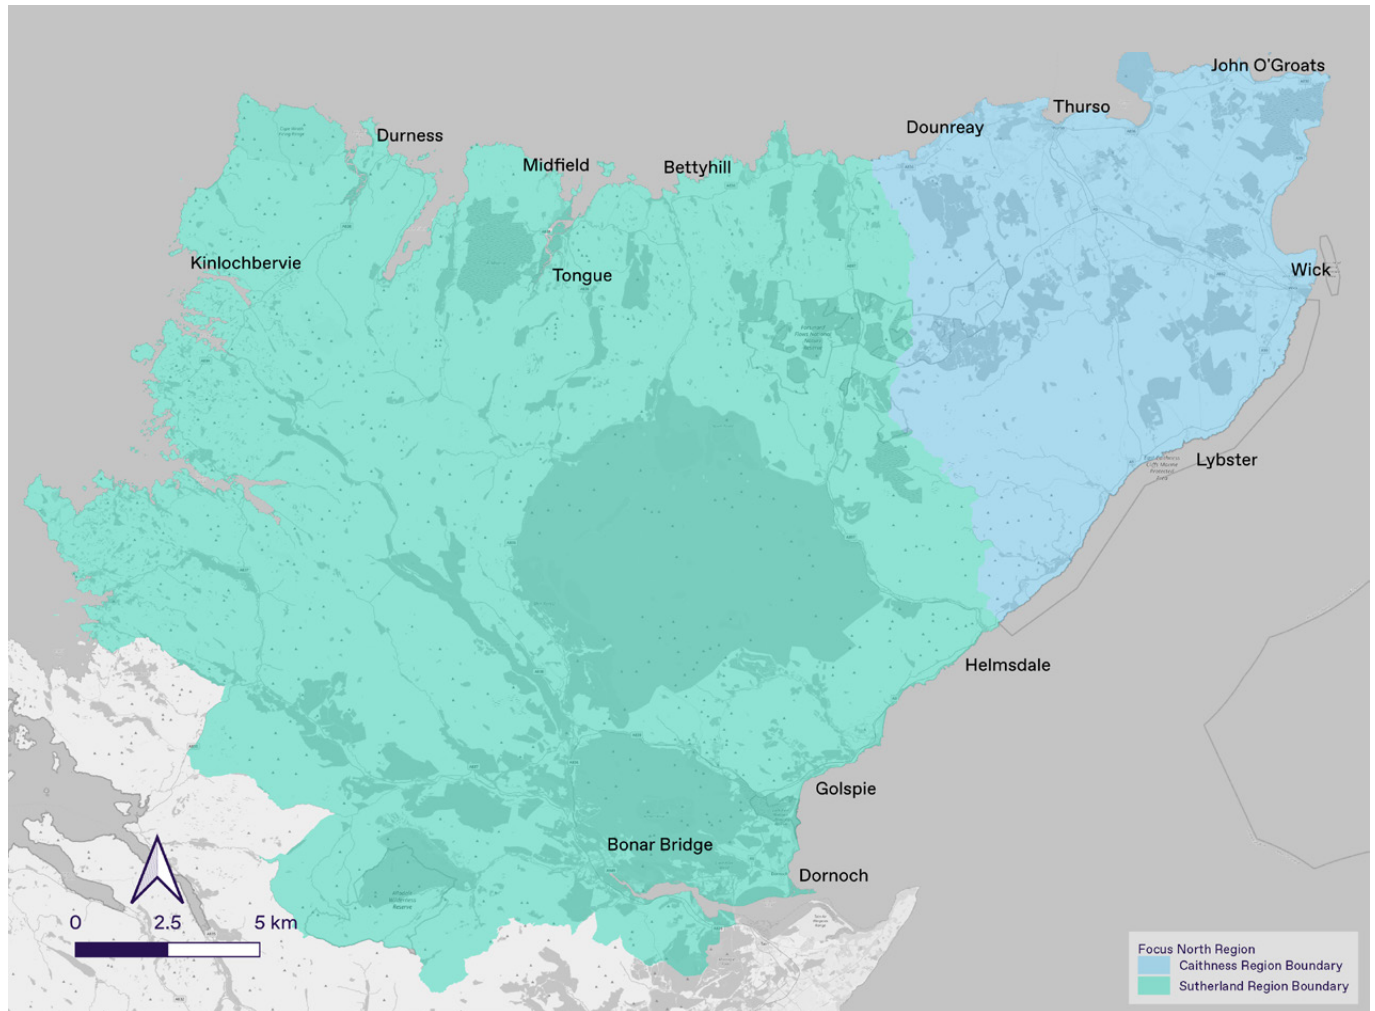 John O'Groats
Thurso
Dounreay
Durness
Midfield
Bettyhill
Kinlochbervie
Tongue
Wick
Lybster
Helmsdale
Golspie
Bonar Bridge
Dornoch
0 2.5 5 km
Focus North Region
Caithness Region Boundary
Sutherland Region Boundary